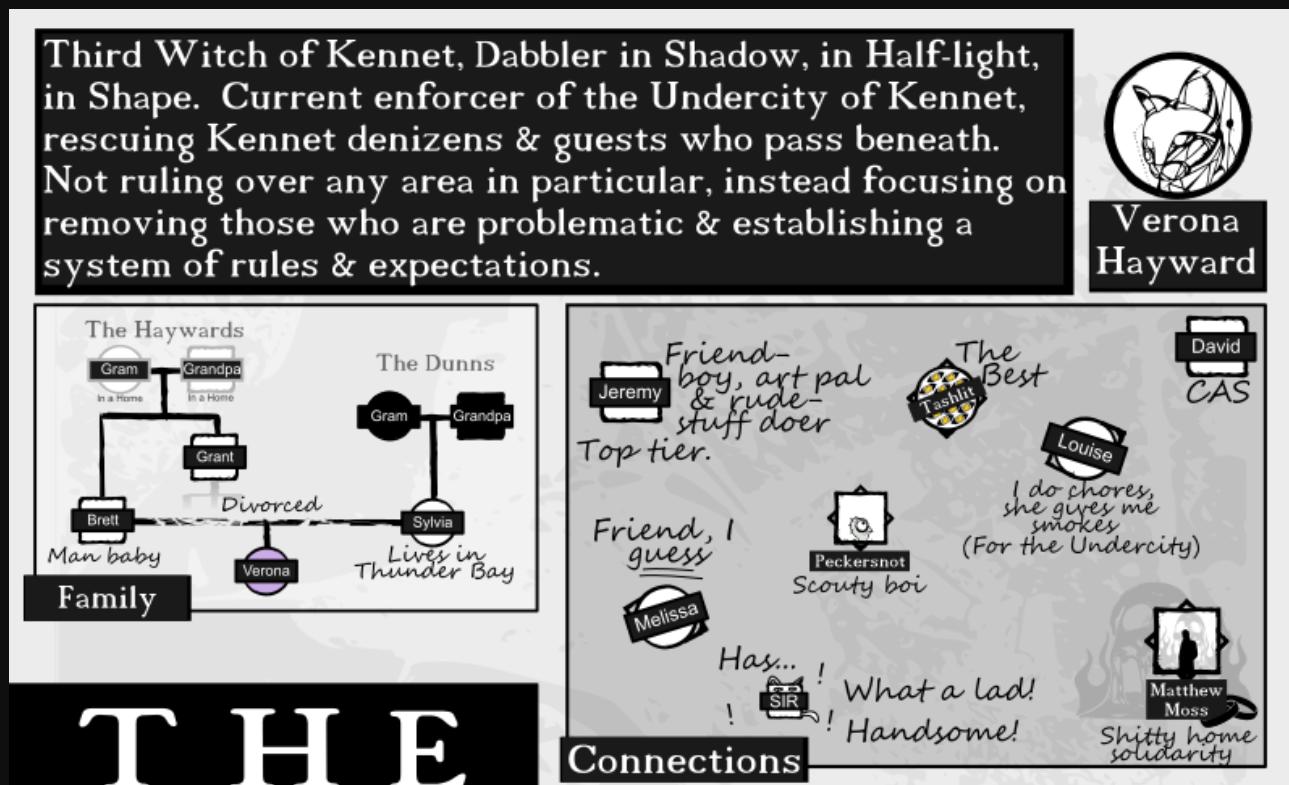 Third Witch of Kennet, Dabbler in Shadow, in Half-light,
in Shape.  Current enforcer of the Undercity of Kennet,
rescuing Kennet denizens & guests who pass beneath.
Not ruling over any area in particular, instead focusing on
removing those who are problematic & establishing a
system of rules & expectations.
Verona
Hayward
The Haywards
Gram
Grandpa
In a Home
In a Home
Grant
The Dunns
Gram
Grandpa
Brett
Divorced
Sylvia
Man baby
Verona
Lives in
Thunder Bay
Family
Jeremy
Friend-
boy, art pal
& rude-
stuff doer
Top tier.
The
Best
Tashlit
David
CAS
Louise
I do chores,
she gives me
smokes
(For the Undercity)
Peckersnot
Scouty boi
Friend, I
guess
Melissa
Has...
SIR
!
!
!
What a lad!
Handsome!
Matthew
Moss
Shitty home
solidarity
Connections
THE